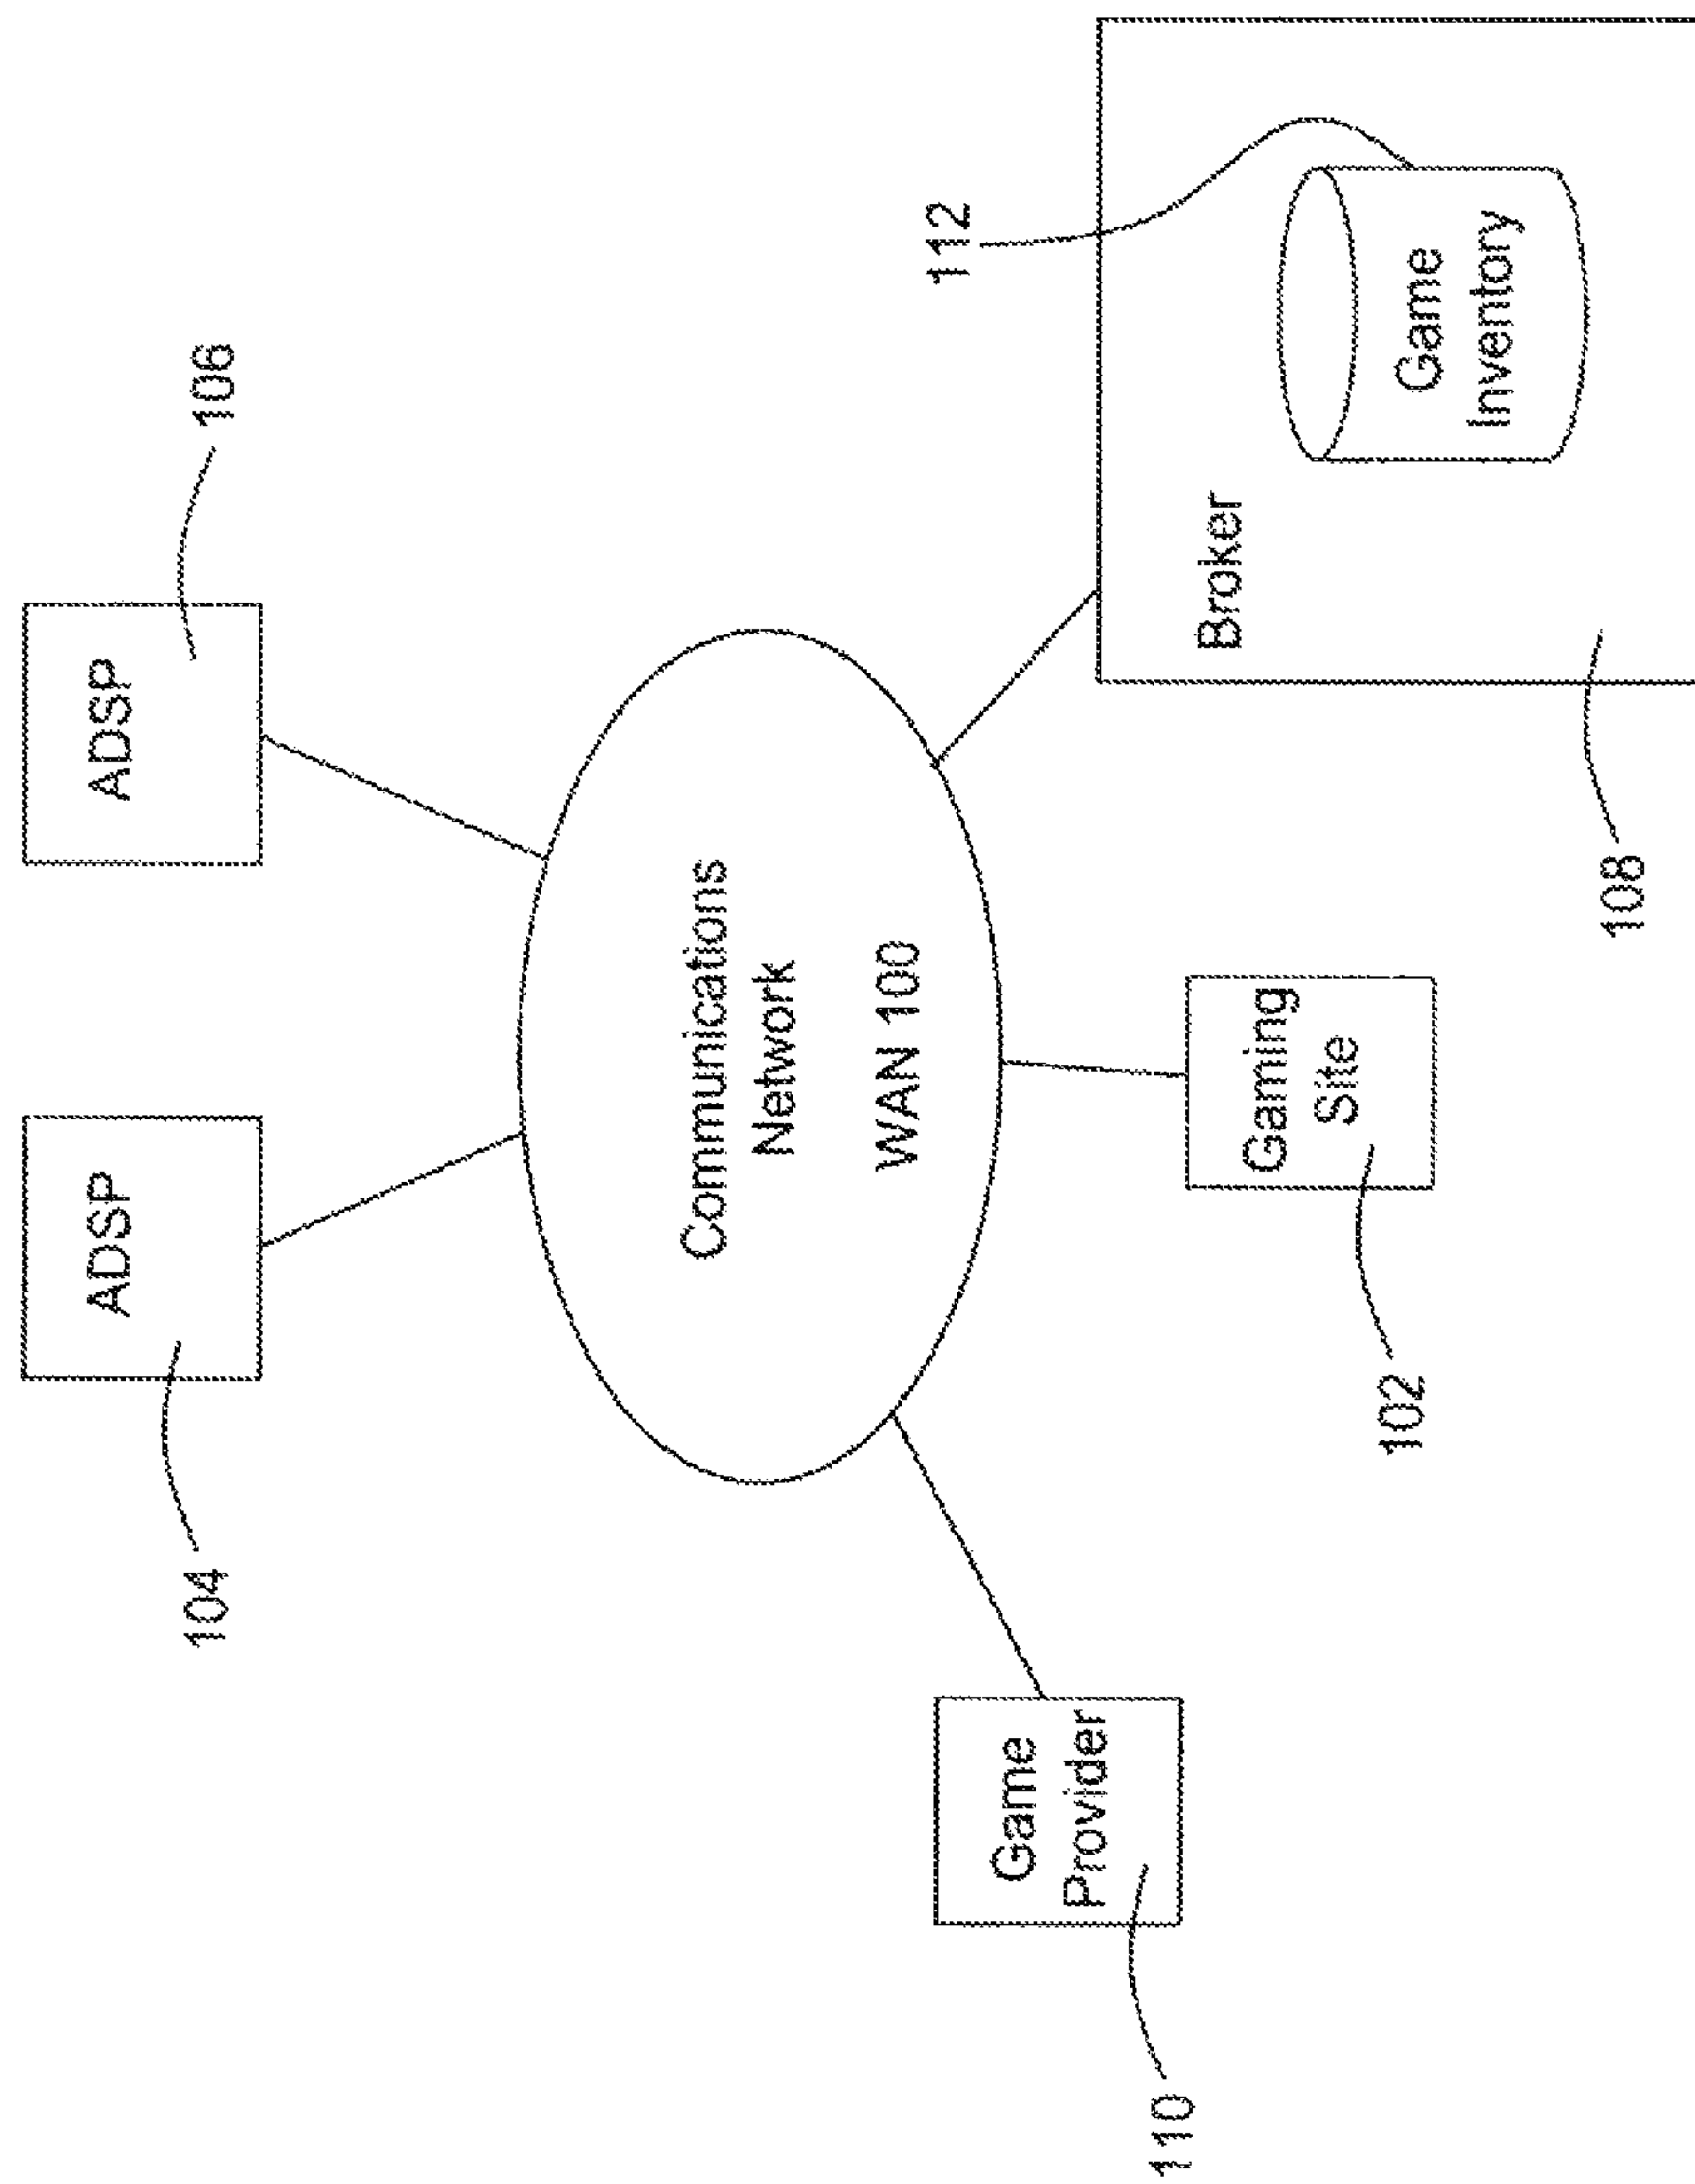 ADSP
104
ADSP
106
Communications
Network
WAN 100
112
Game
Provider
110
Gaming
Site
102
Broker
Game
Inventory
108